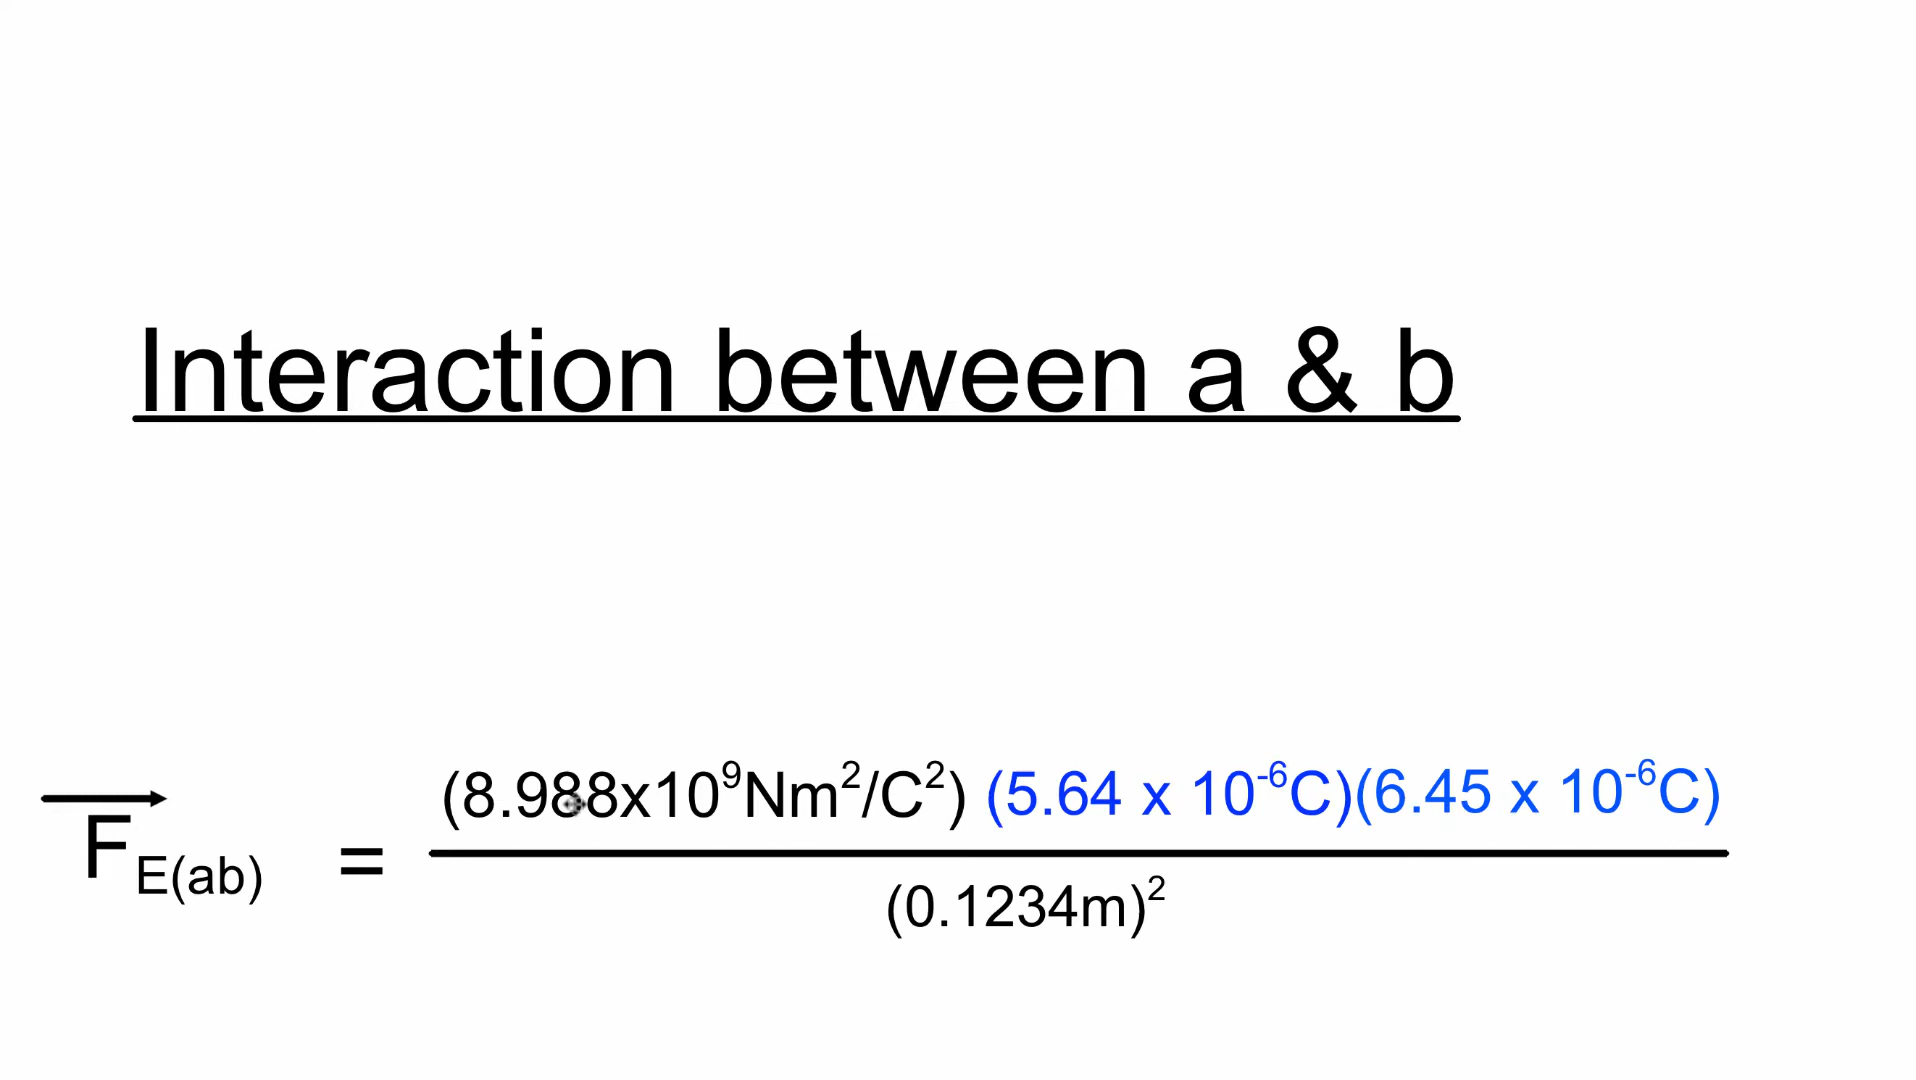 Interaction between a & b
(8.988x10⁹Nm²/C²) (5.64 x 10⁻⁶C)(6.45 x 10⁻⁶C)
F E(ab) =
(0.1234m)²